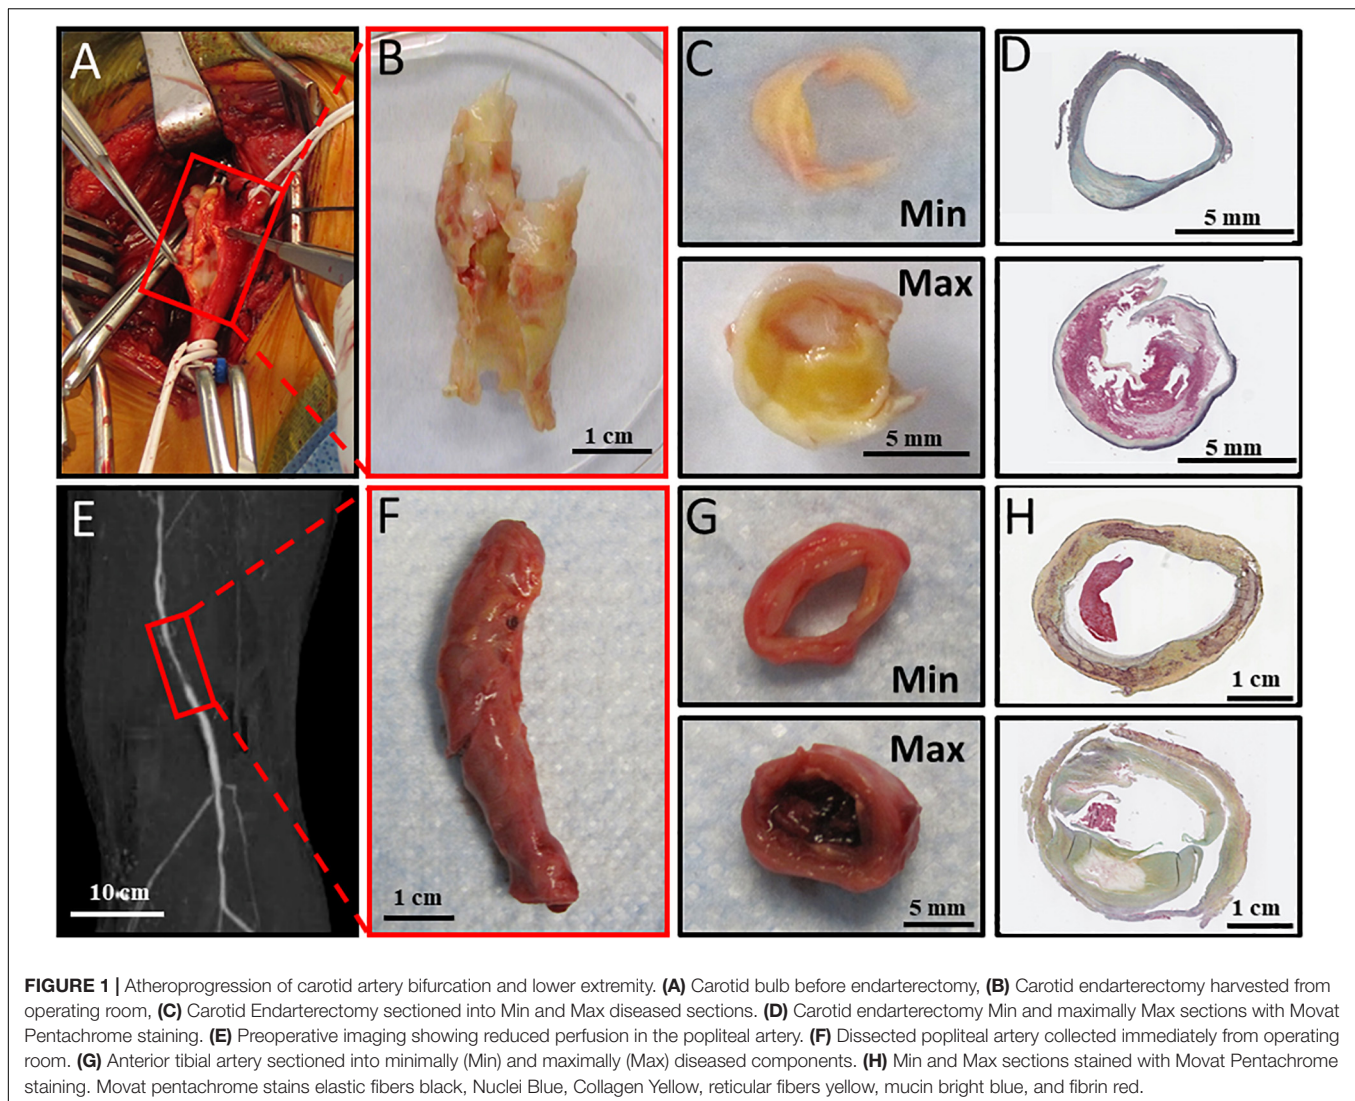 A
B
1 cm
C
Min
Max
5 mm
D
5 mm
5 mm
E
10 cm
F
1 cm
G
Min
Max
5 mm
H
1 cm
1 cm
FIGURE 1 | Atheroprogression of carotid artery bifurcation and lower extremity. (A) Carotid bulb before endarterectomy, (B) Carotid endarterectomy harvested from
operating room, (C) Carotid Endarterectomy sectioned into Min and Max diseased sections. (D) Carotid endarterectomy Min and maximally Max sections with Movat
Pentachrome staining. (E) Preoperative imaging showing reduced perfusion in the popliteal artery. (F) Dissected popliteal artery collected immediately from operating
room. (G) Anterior tibial artery sectioned into minimally (Min) and maximally (Max) diseased components. (H) Min and Max sections stained with Movat Pentachrome
staining. Movat pentachrome stains elastic fibers black, Nuclei Blue, Collagen Yellow, reticular fibers yellow, mucin bright blue, and fibrin red.